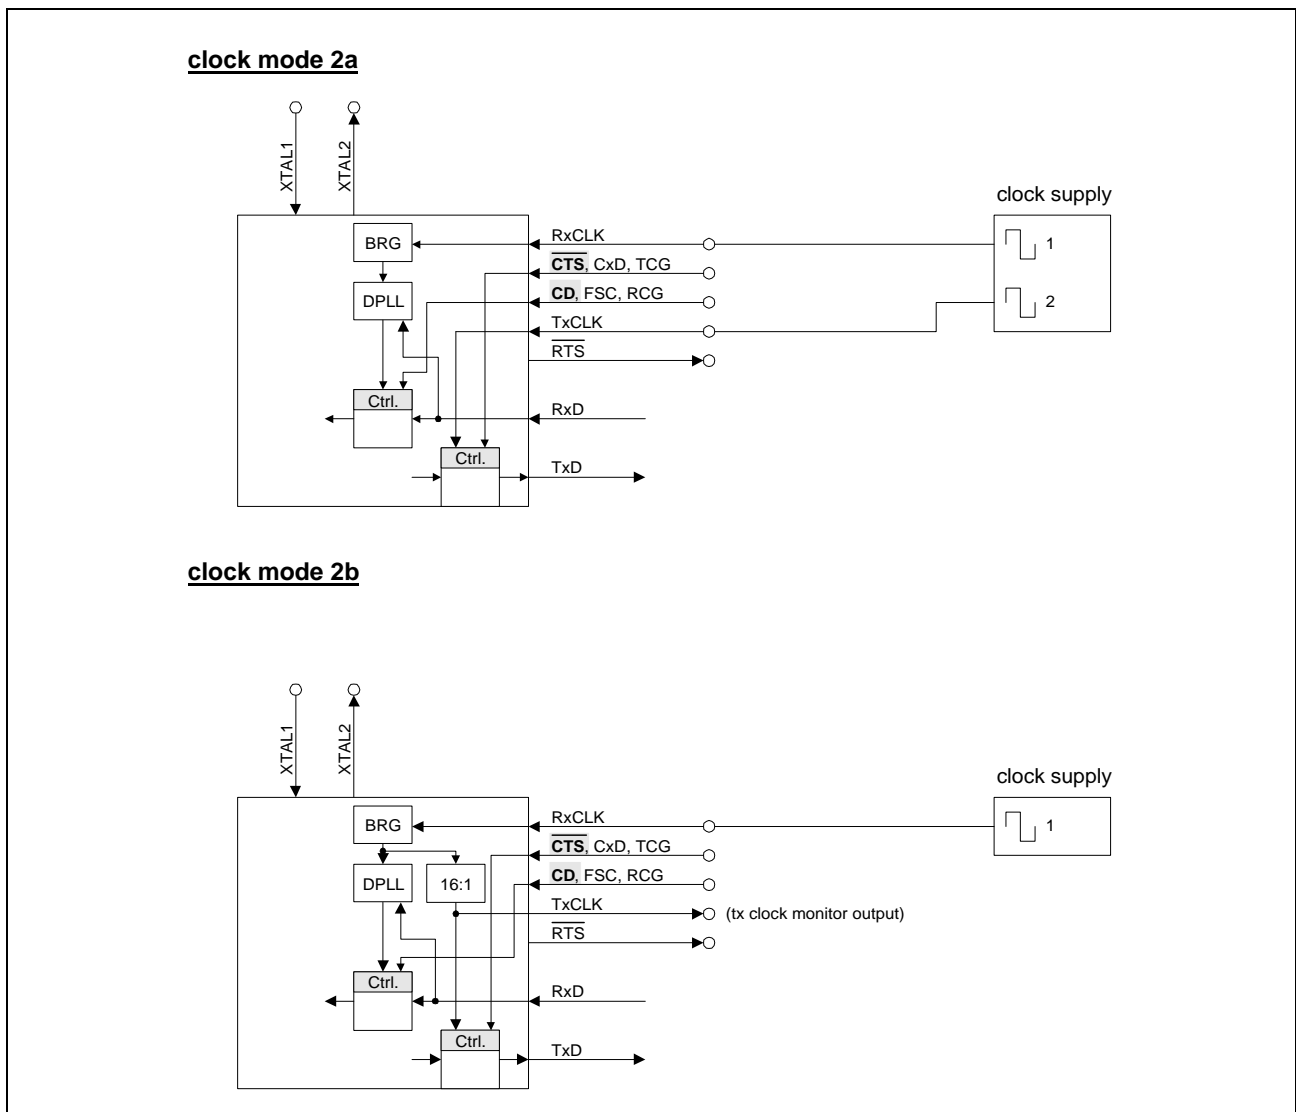 clock mode 2a
XTAL1
XTAL2
clock supply
BRG
RxCLK
1
CTS, CxD, TCG
DPLL
CD, FSC, RCG
2
TxCLK
RTS
Ctrl.
RxD
Ctrl.
TxD
clock mode 2b
XTAL1
XTAL2
clock supply
BRG
RxCLK
1
CTS, CxD, TCG
DPLL
16:1
CD, FSC, RCG
TxCLK
(tx clock monitor output)
RTS
Ctrl.
RxD
Ctrl.
TxD